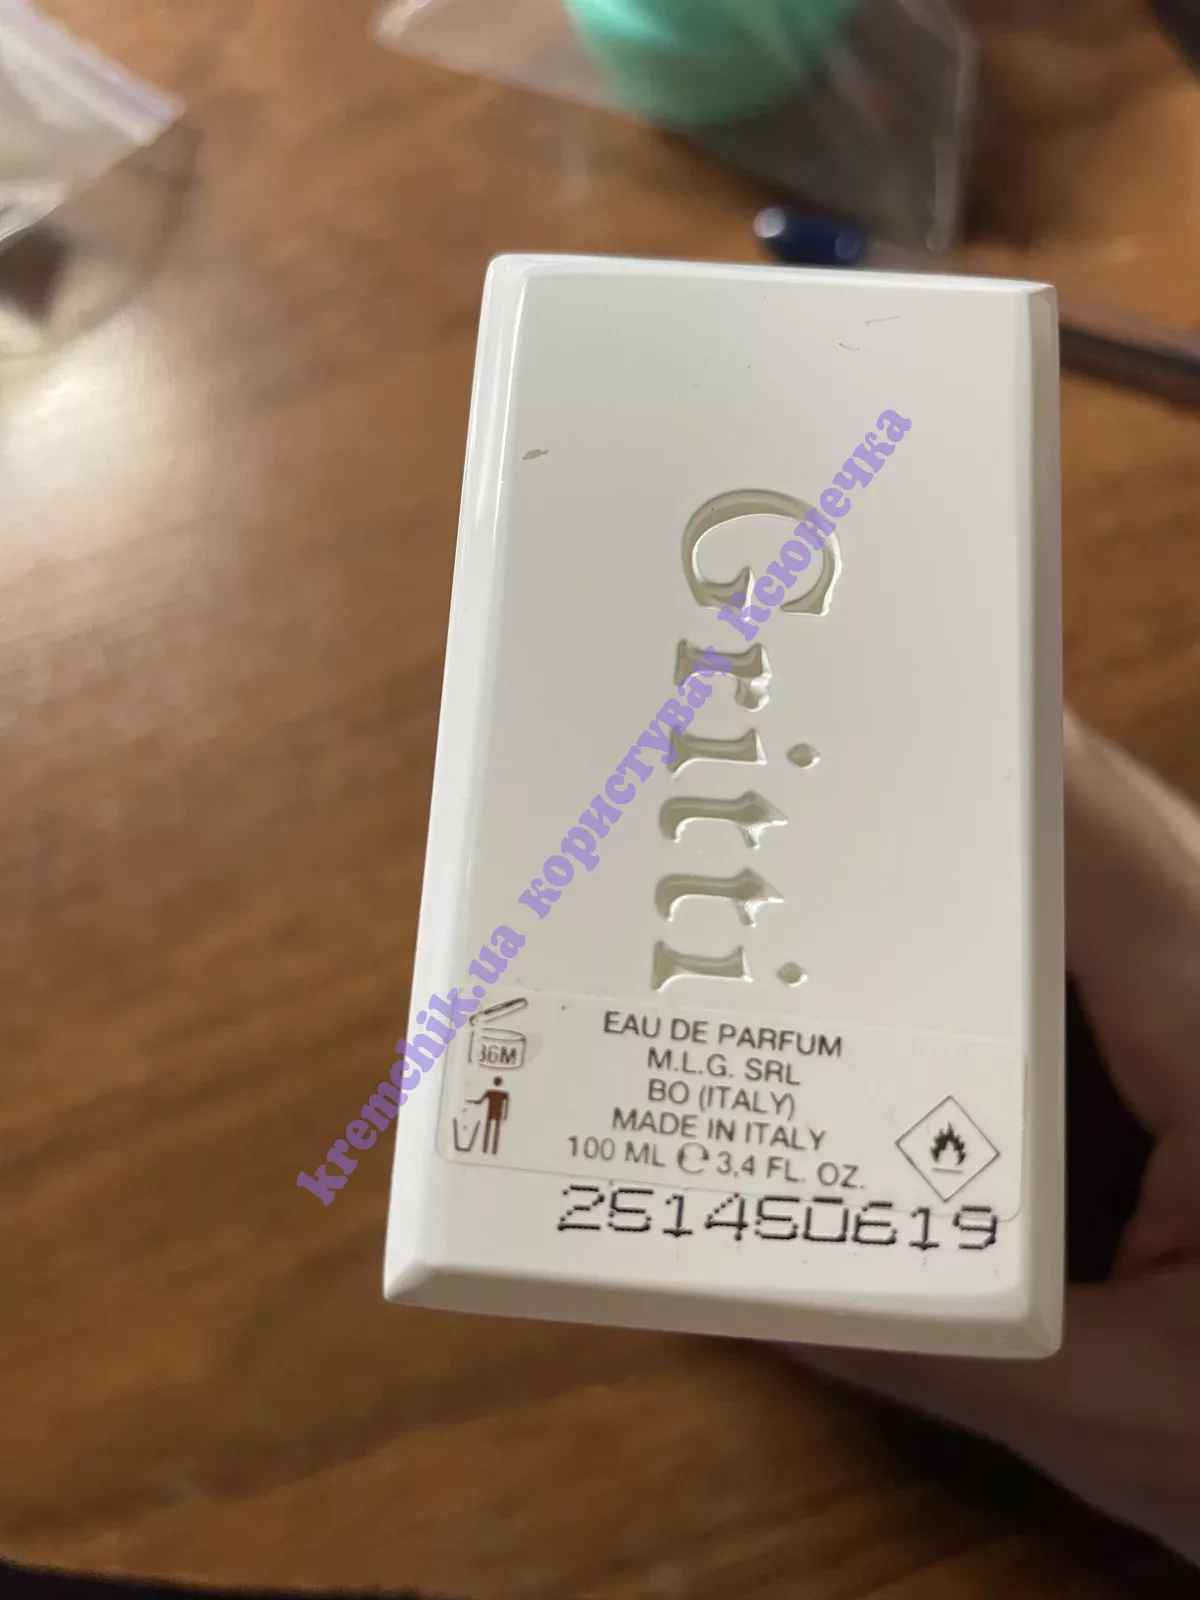 Gritti
36M
EAU DE PARFUM
M.L.G. SRL
BO (ITALY)
MADE IN ITALY
100 ML ℮ 3,4 FL. OZ.
251450619
kremchik.ua користувач Ксюнечка